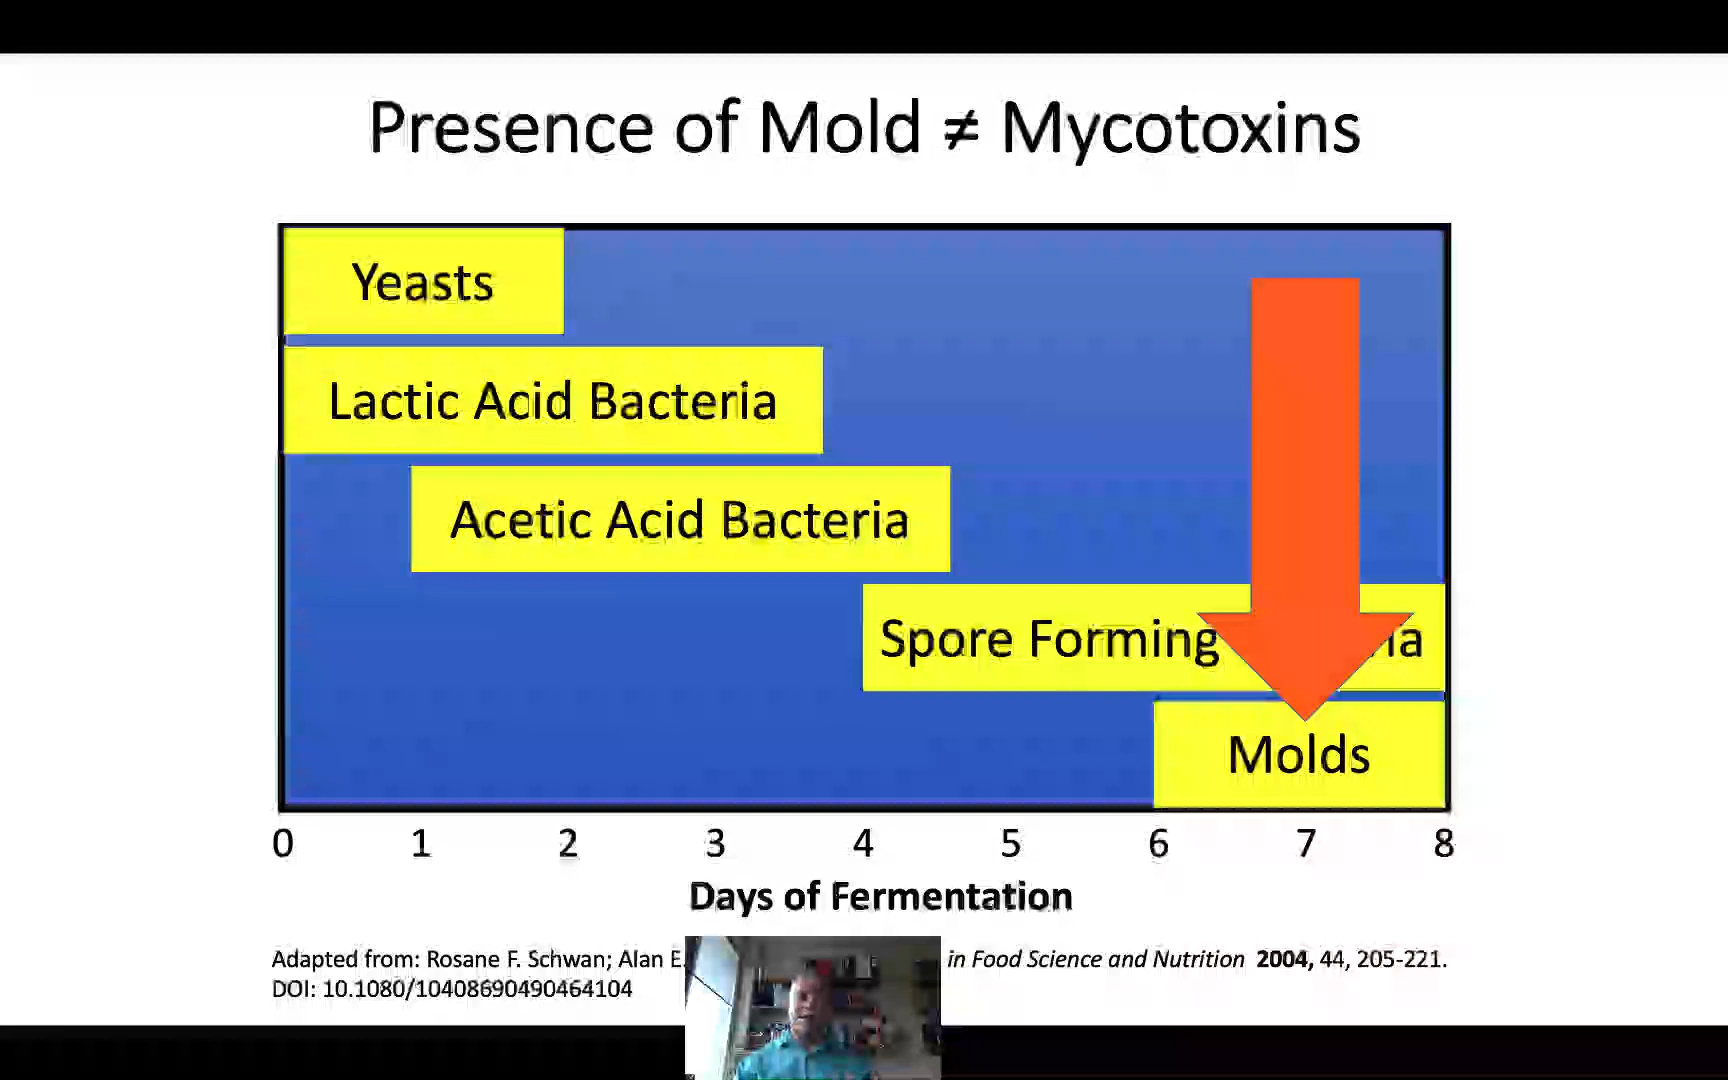 Presence of Mold ≠ Mycotoxins
Yeasts
Lactic Acid Bacteria
Acetic Acid Bacteria
Spore Forming
Molds
0 1 2 3 4 5 6 7 8
Days of Fermentation
Adapted from: Rosane F. Schwan; Alan E. in Food Science and Nutrition 2004, 44, 205-221.
DOI: 10.1080/10408690490464104